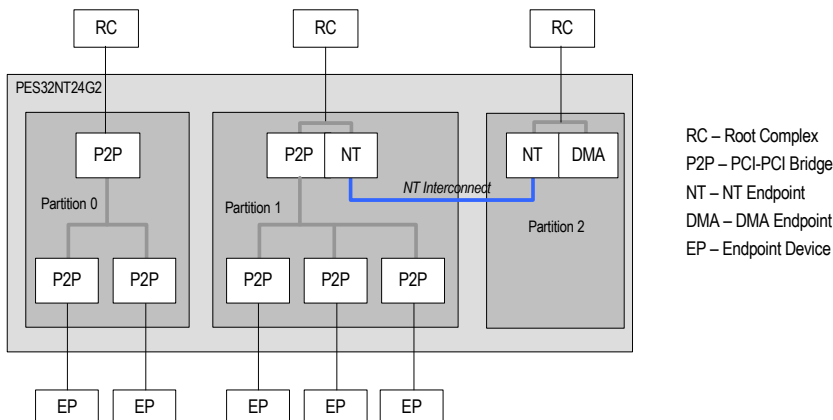 RC
RC
RC
PES32NT24G2
P2P
P2P
NT
NT
DMA
NT Interconnect
Partition 0
Partition 1
Partition 2
P2P
P2P
P2P
P2P
P2P
EP
EP
EP
EP
EP
RC – Root Complex
P2P – PCI-PCI Bridge
NT – NT Endpoint
DMA – DMA Endpoint
EP – Endpoint Device